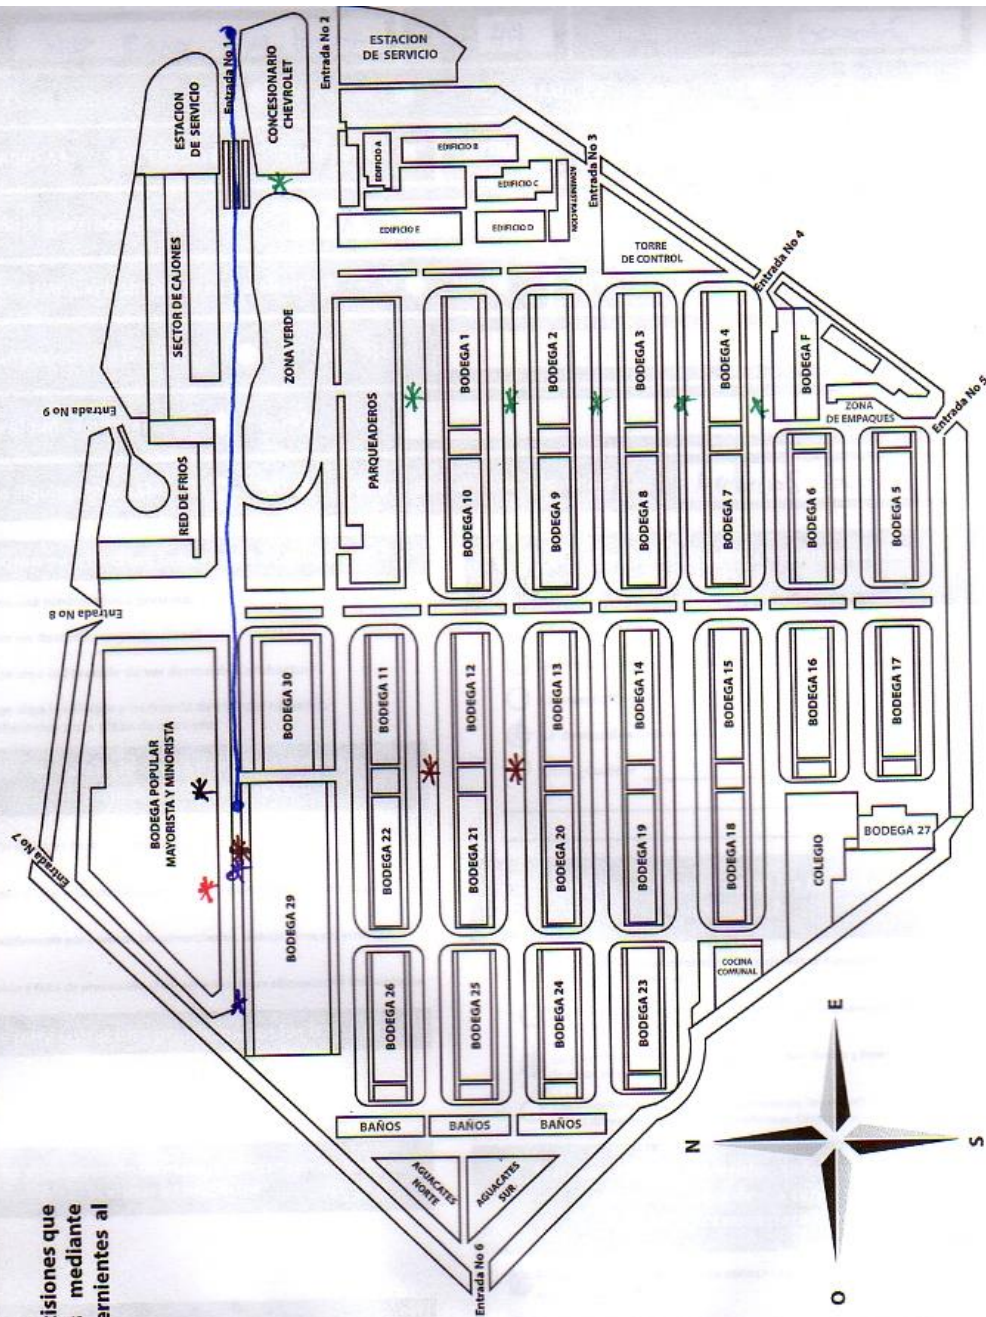 Entrada No 1
Entrada No 2
ESTACION
DE SERVICIO
CONCESIONARIO
CHEVROLET
ESTACION
DE SERVICIO
EDIFICIO A
EDIFICIO B
EDIFICIO C
ADMINISTRACION
Entrada No 3
EDIFICIO E
EDIFICIO D
TORRE
DE CONTROL
Entrada No 4
SECTOR DE CAJONES
ZONA VERDE
PARQUEADEROS
BODEGA 1
BODEGA 2
BODEGA 3
BODEGA 4
BODEGA F
ZONA
DE EMPAQUES
Entrada No 5
Entrada No 9
RED DE FRIOS
BODEGA 10
BODEGA 9
BODEGA 8
BODEGA 7
BODEGA 6
BODEGA 5
Entrada No 8
BODEGA 30
BODEGA 11
BODEGA 12
BODEGA 13
BODEGA 14
BODEGA 15
BODEGA 16
BODEGA 17
BODEGA POPULAR
MAYORISTA Y MINORISTA
Entrada No 7
BODEGA 29
BODEGA 22
BODEGA 21
BODEGA 20
BODEGA 19
BODEGA 18
COLEGIO
BODEGA 27
BODEGA 26
BODEGA 25
BODEGA 24
BODEGA 23
COCINA
COMUNAL
BAÑOS
BAÑOS
BAÑOS
AGUACATES
NORTE
AGUACATES
SUR
Entrada No 6
N
E
S
O
isiones que
mediante
ernientes al